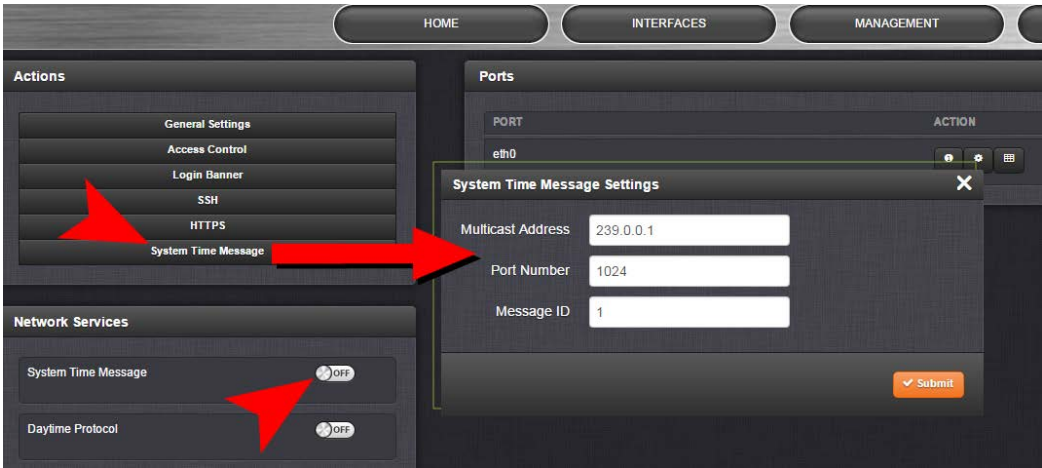 HOME
INTERFACES
MANAGEMENT
Actions
General Settings
Access Control
Login Banner
SSH
HTTPS
System Time Message
Network Services
System Time Message
OFF
Daytime Protocol
OFF
Ports
PORT ACTION
eth0
System Time Message Settings
Multicast Address 239.0.0.1
Port Number 1024
Message ID 1
Submit